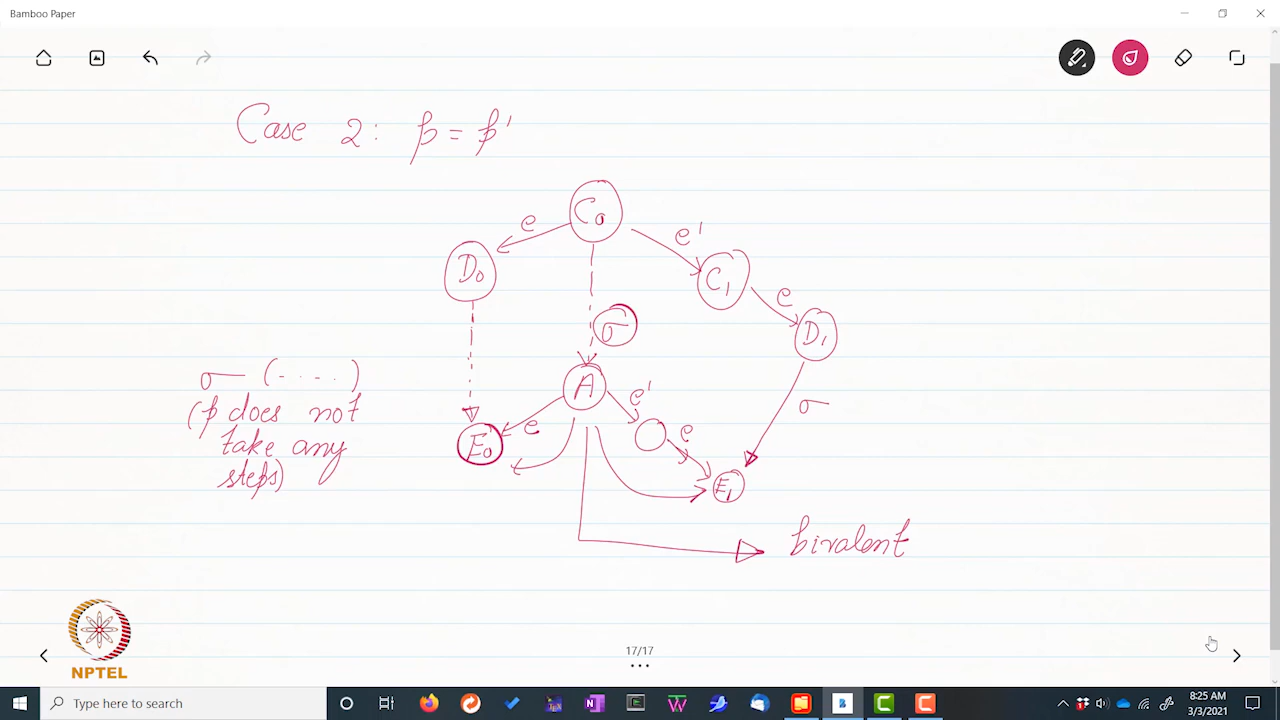 Bamboo Paper
Case 2: p = p'
C₀
e
e'
D₀
C₁
e
D₁
σ
σ (....)
(p does not
take any
steps)
A
e'
σ
e
e
E₀
E₁
bivalent
NPTEL
17/17
Type here to search
8:25 AM
3/3/2021